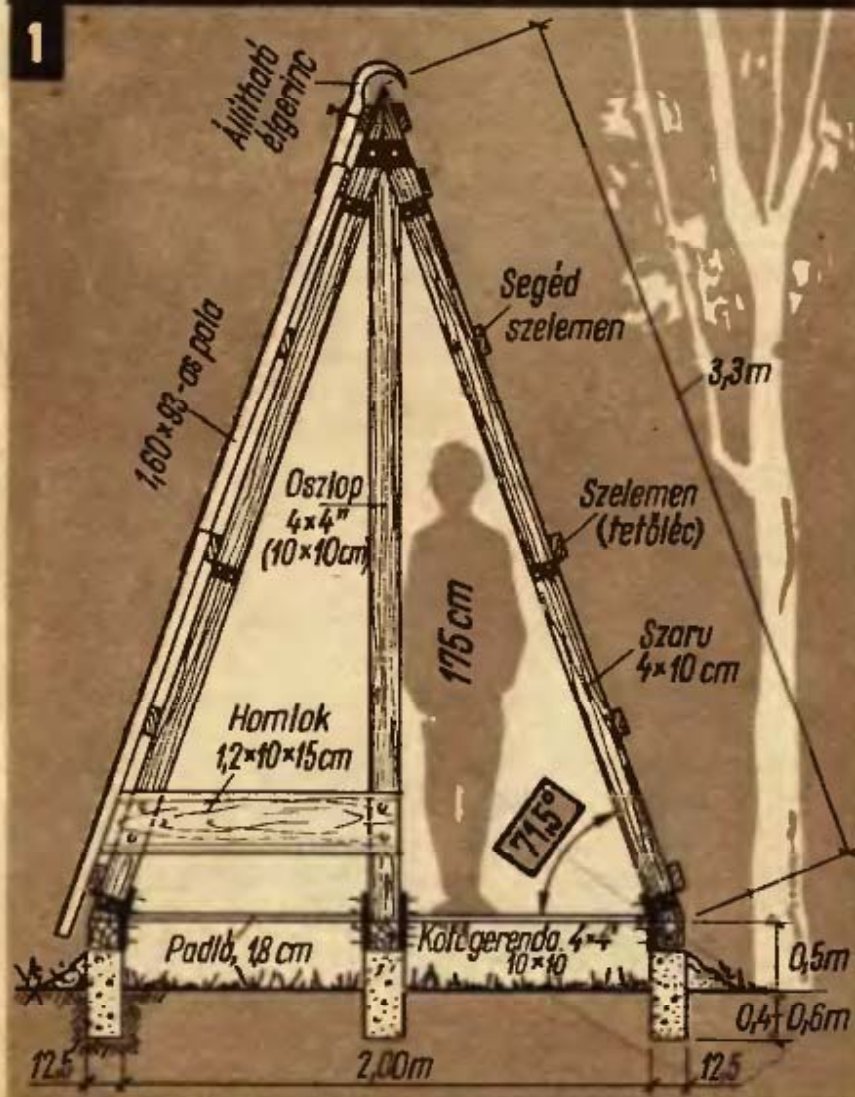 1
Állítható
élgerinc
Segéd
szelemen
3,3m
1,60×93-as pala
Oszlop
4×4"
(10×10cm)
Szelemen
(tetőléc)
175 cm
Szaru
4×10 cm
Homlok
1,2×10×15cm
71.5°
Padló, 1,8 cm
Kötőgerenda 4×4"
10×10
0,5m
0,4
0,6m
12.5
2,00m
12.5